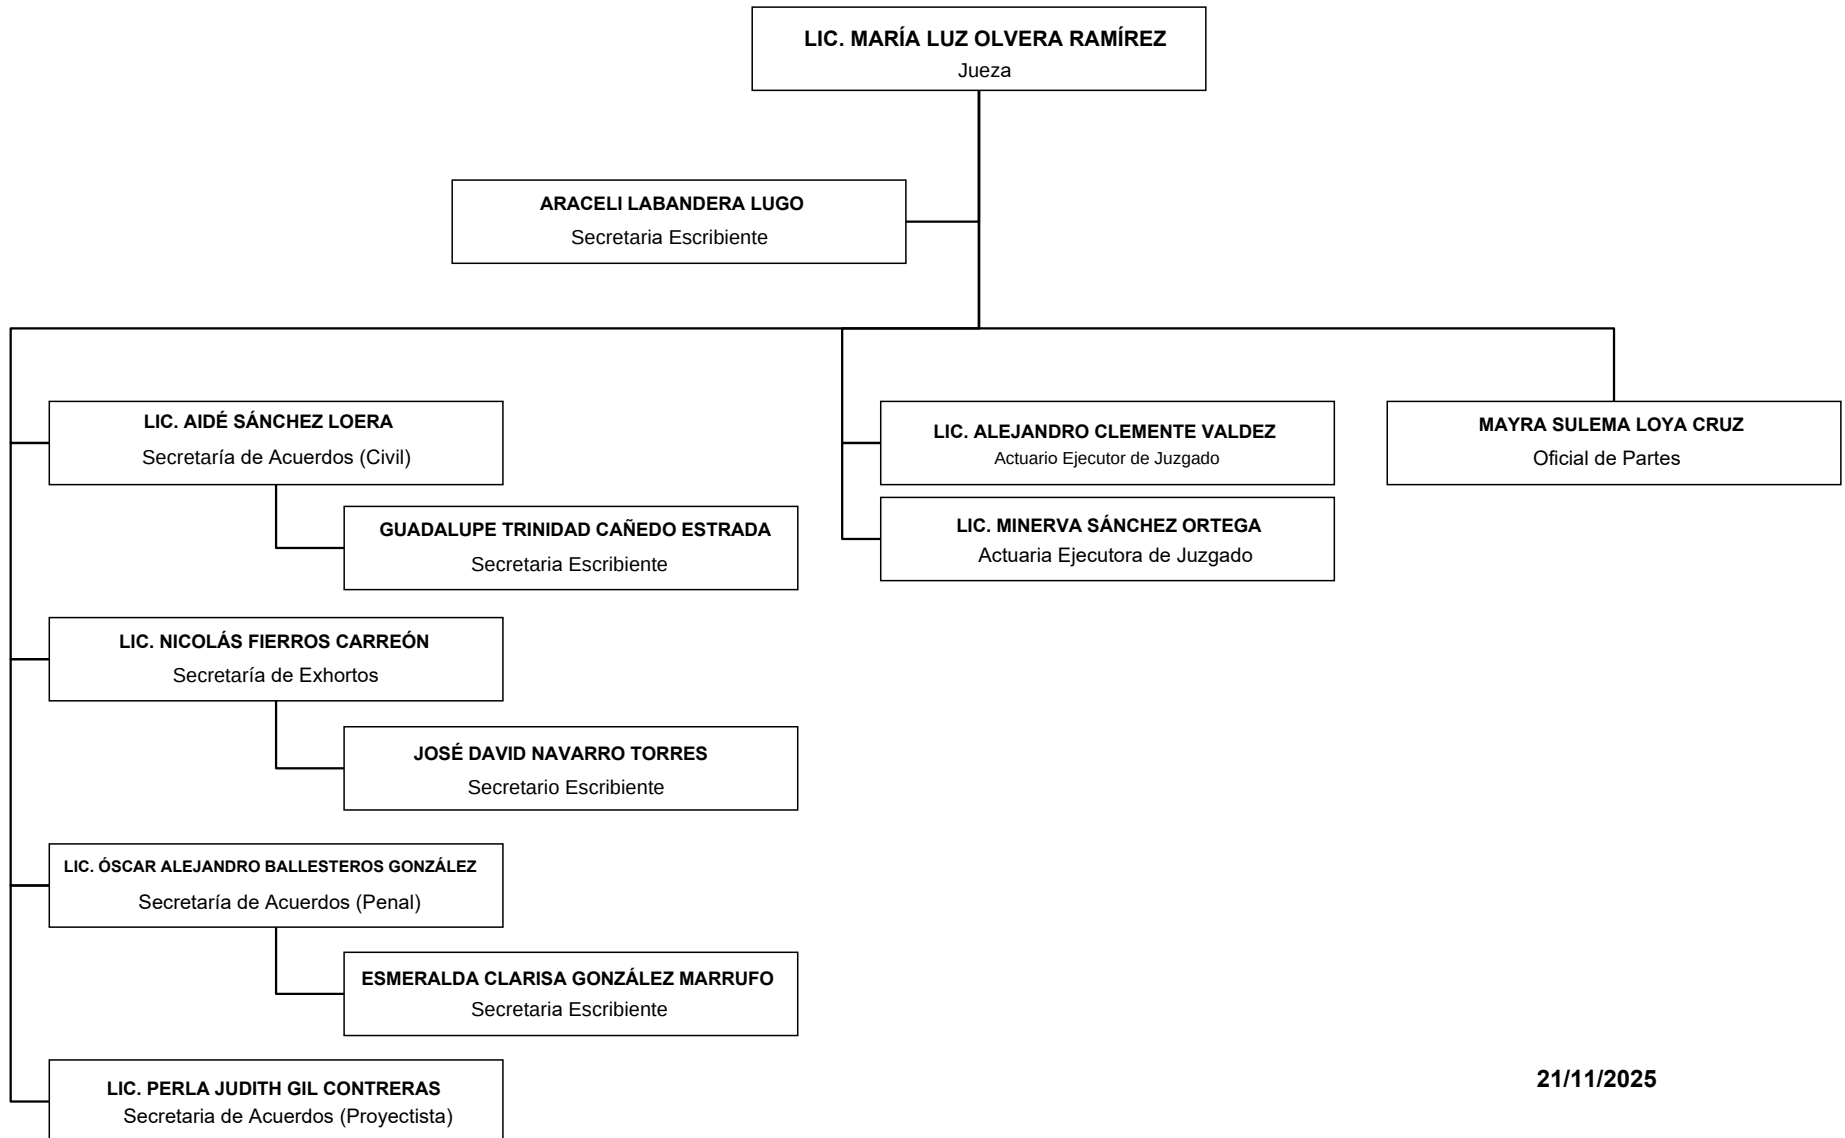 LIC. MARÍA LUZ OLVERA RAMÍREZ
Jueza
ARACELI LABANDERA LUGO
Secretaria Escribiente
LIC. AIDÉ SÁNCHEZ LOERA
Secretaría de Acuerdos (Civil)
GUADALUPE TRINIDAD CAÑEDO ESTRADA
Secretaria Escribiente
LIC. NICOLÁS FIERROS CARREÓN
Secretaría de Exhortos
JOSÉ DAVID NAVARRO TORRES
Secretario Escribiente
LIC. ÓSCAR ALEJANDRO BALLESTEROS GONZÁLEZ
Secretaría de Acuerdos (Penal)
ESMERALDA CLARISA GONZÁLEZ MARRUFO
Secretaria Escribiente
LIC. PERLA JUDITH GIL CONTRERAS
Secretaria de Acuerdos (Proyectista)
LIC. ALEJANDRO CLEMENTE VALDEZ
Actuario Ejecutor de Juzgado
LIC. MINERVA SÁNCHEZ ORTEGA
Actuaria Ejecutora de Juzgado
MAYRA SULEMA LOYA CRUZ
Oficial de Partes
21/11/2025